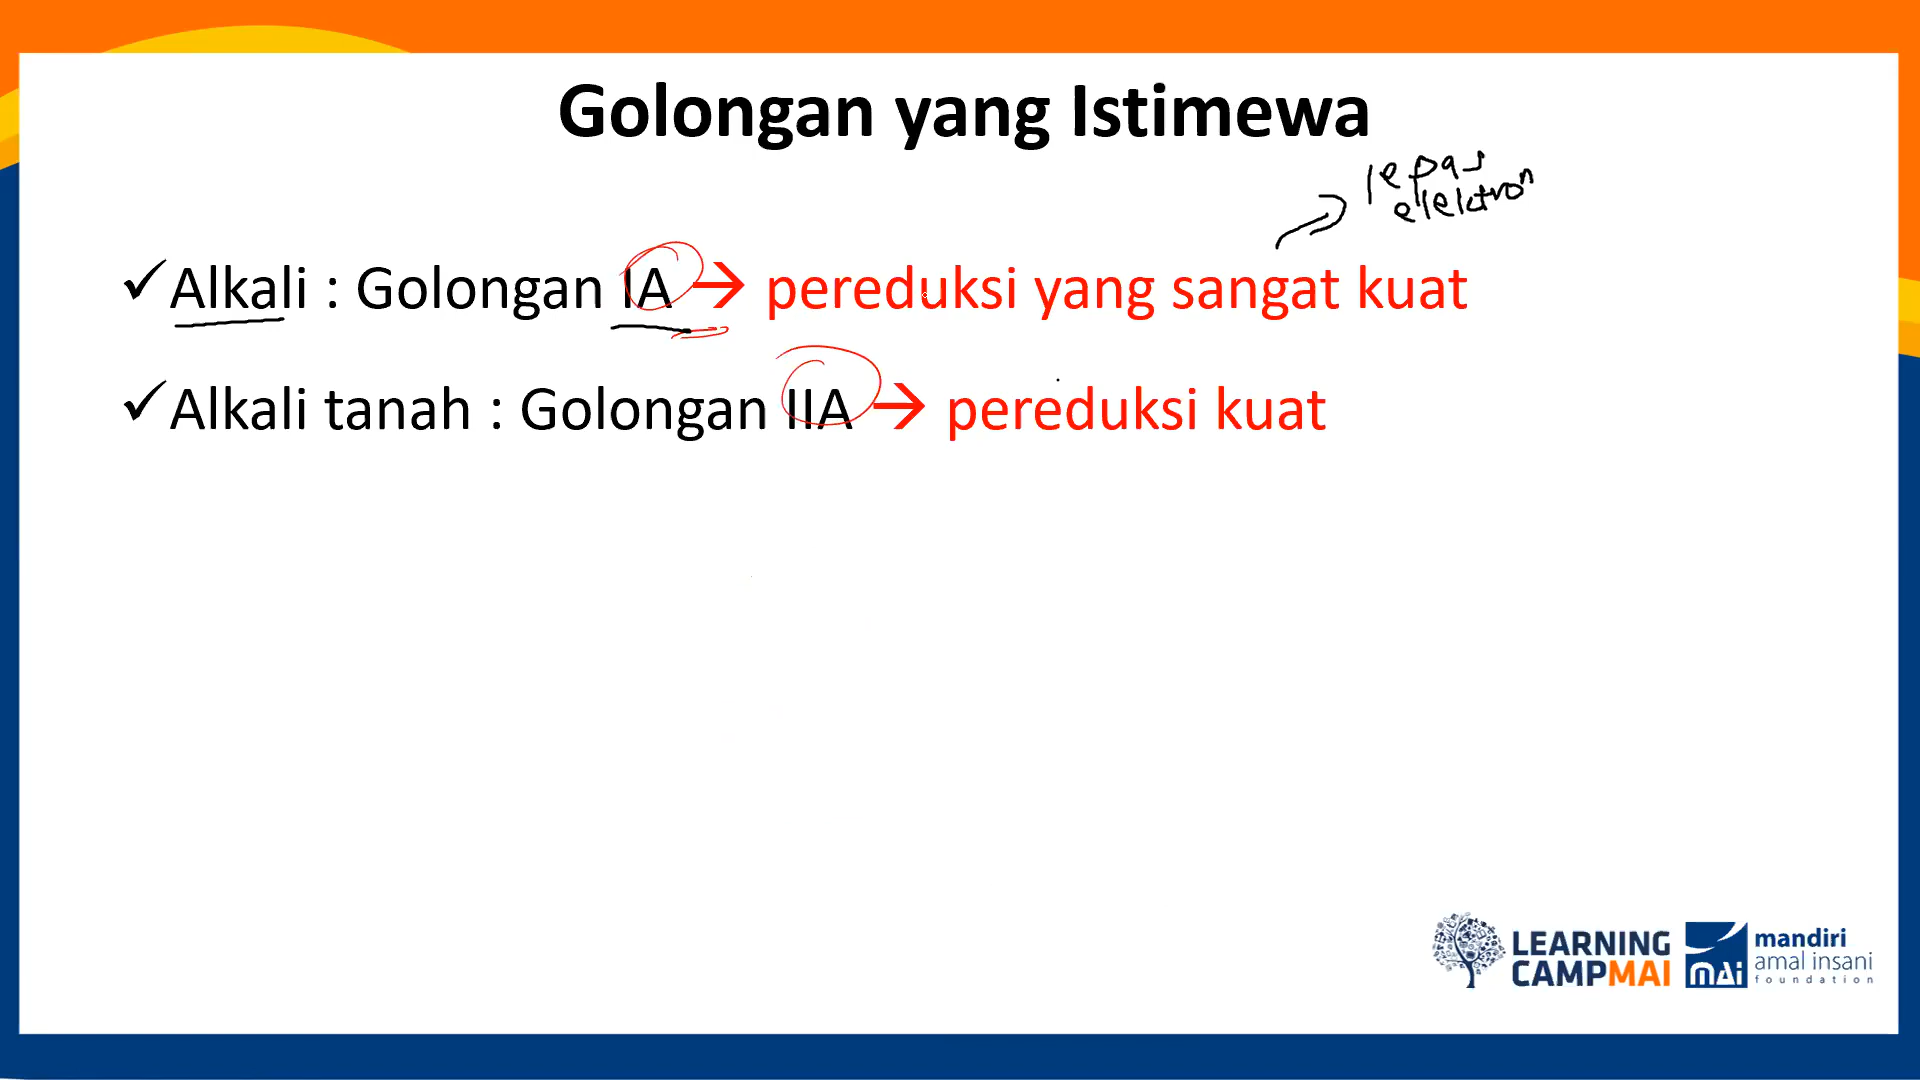 Golongan yang Istimewa
lepas
elektron
✓Alkali : Golongan IA → pereduksi yang sangat kuat
✓Alkali tanah : Golongan IIA → pereduksi kuat
LEARNING
CAMPMAI
mai
mandiri
amal insani
foundation